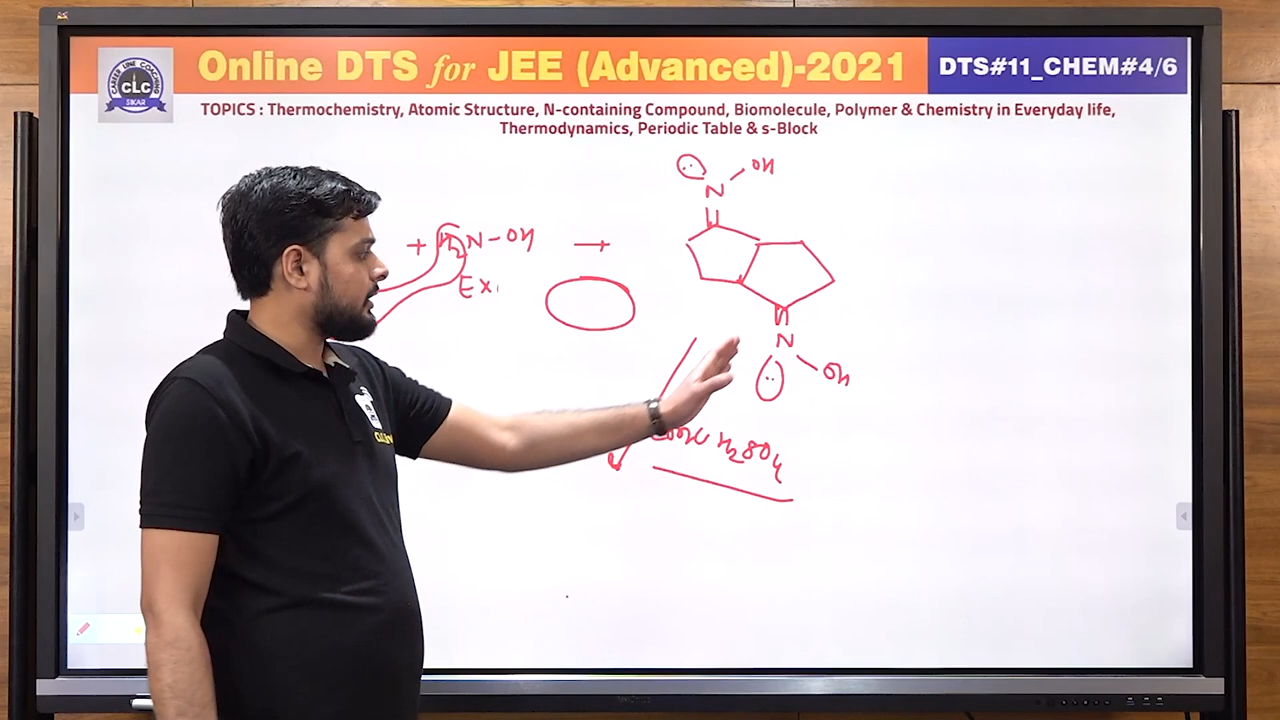 Online DTS for JEE (Advanced)-2021
DTS#11_CHEM#4/6
CAREER LINE COACHING
CLC
SIKAR
TOPICS : Thermochemistry, Atomic Structure, N-containing Compound, Biomolecule, Polymer & Chemistry in Everyday life,
Thermodynamics, Periodic Table & s-Block
OH
N
+ H2N-OH →
Ex
N
OH
H2SO4